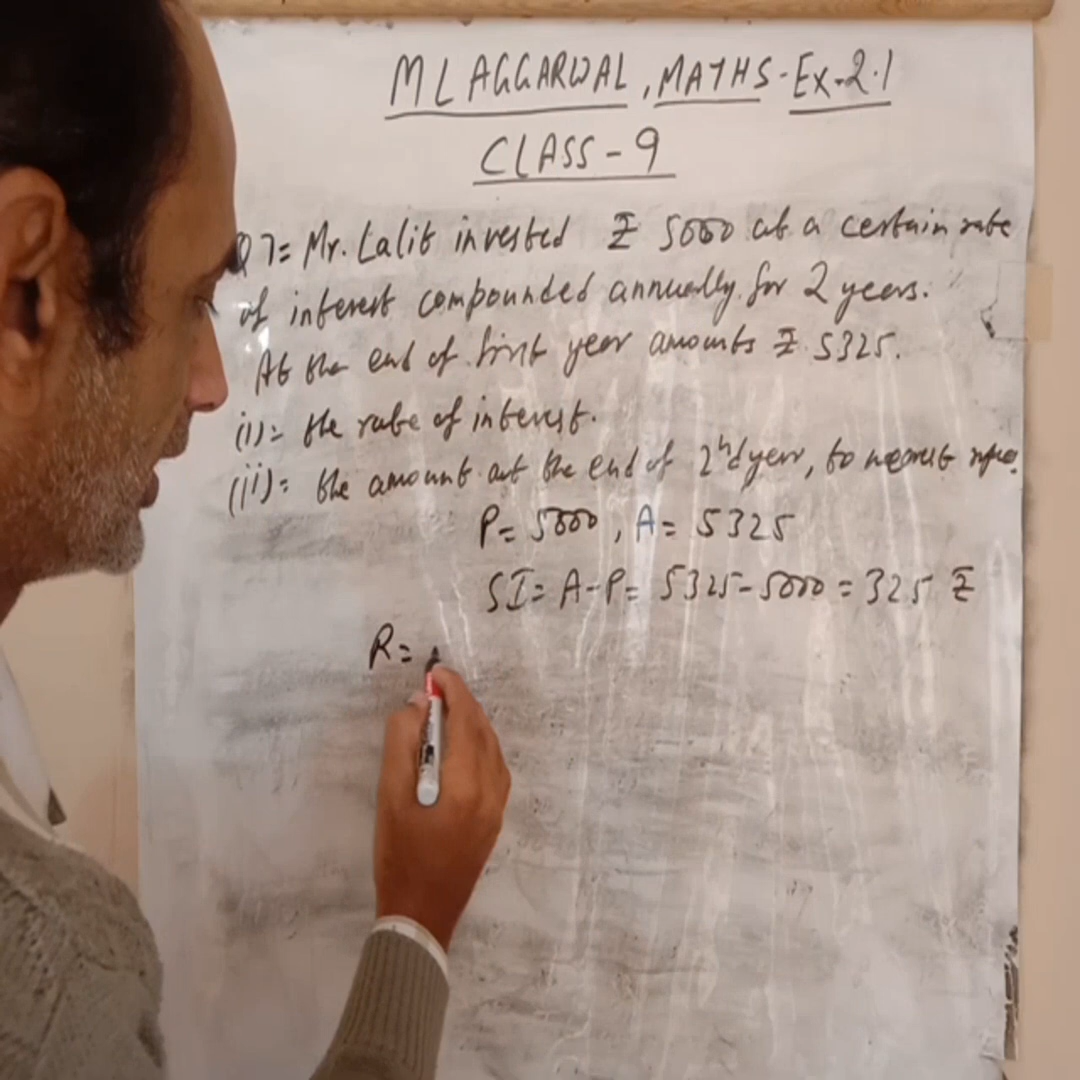 ML AGGARWAL, MATHS-Ex-2.1
CLASS-9
Q7= Mr. Lalit invested ₹ 5000 at a certain rate
of interest compounded annually for 2 years.
At the end of first year amounts ₹ 5325.
(i)= the rate of interest.
(ii)= the amount at the end of 2nd year, to nearest rupee.
P= 5000, A= 5325
SI= A-P= 5325-5000= 325 ₹
R=